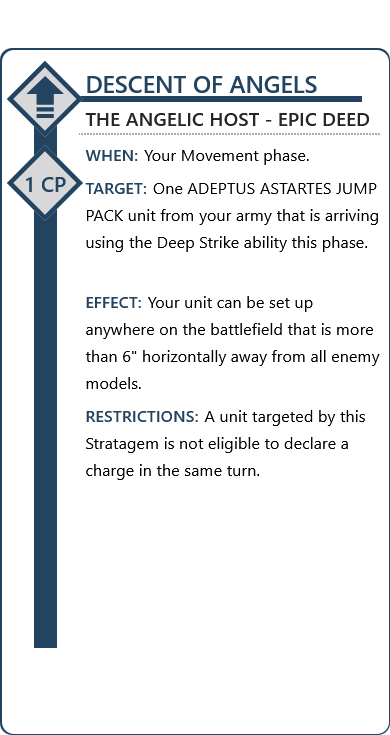 DESCENT OF ANGELS
THE ANGELIC HOST - EPIC DEED
WHEN: Your Movement phase.
1 CP
TARGET: One ADEPTUS ASTARTES JUMP
PACK unit from your army that is arriving
using the Deep Strike ability this phase.
EFFECT: Your unit can be set up
anywhere on the battlefield that is more
than 6" horizontally away from all enemy
models.
RESTRICTIONS: A unit targeted by this
Stratagem is not eligible to declare a
charge in the same turn.